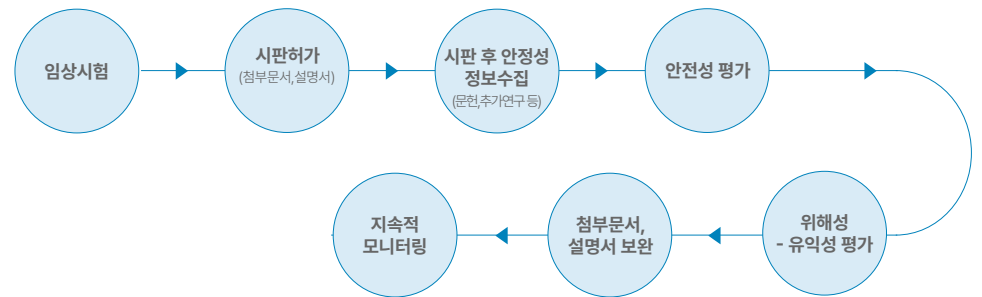 임상시험
시판허가
(첨부문서,설명서)
시판 후 안정성
정보수집
(문헌,추가연구 등)
안전성 평가
위해성
- 유익성 평가
첨부문서,
설명서 보완
지속적
모니터링